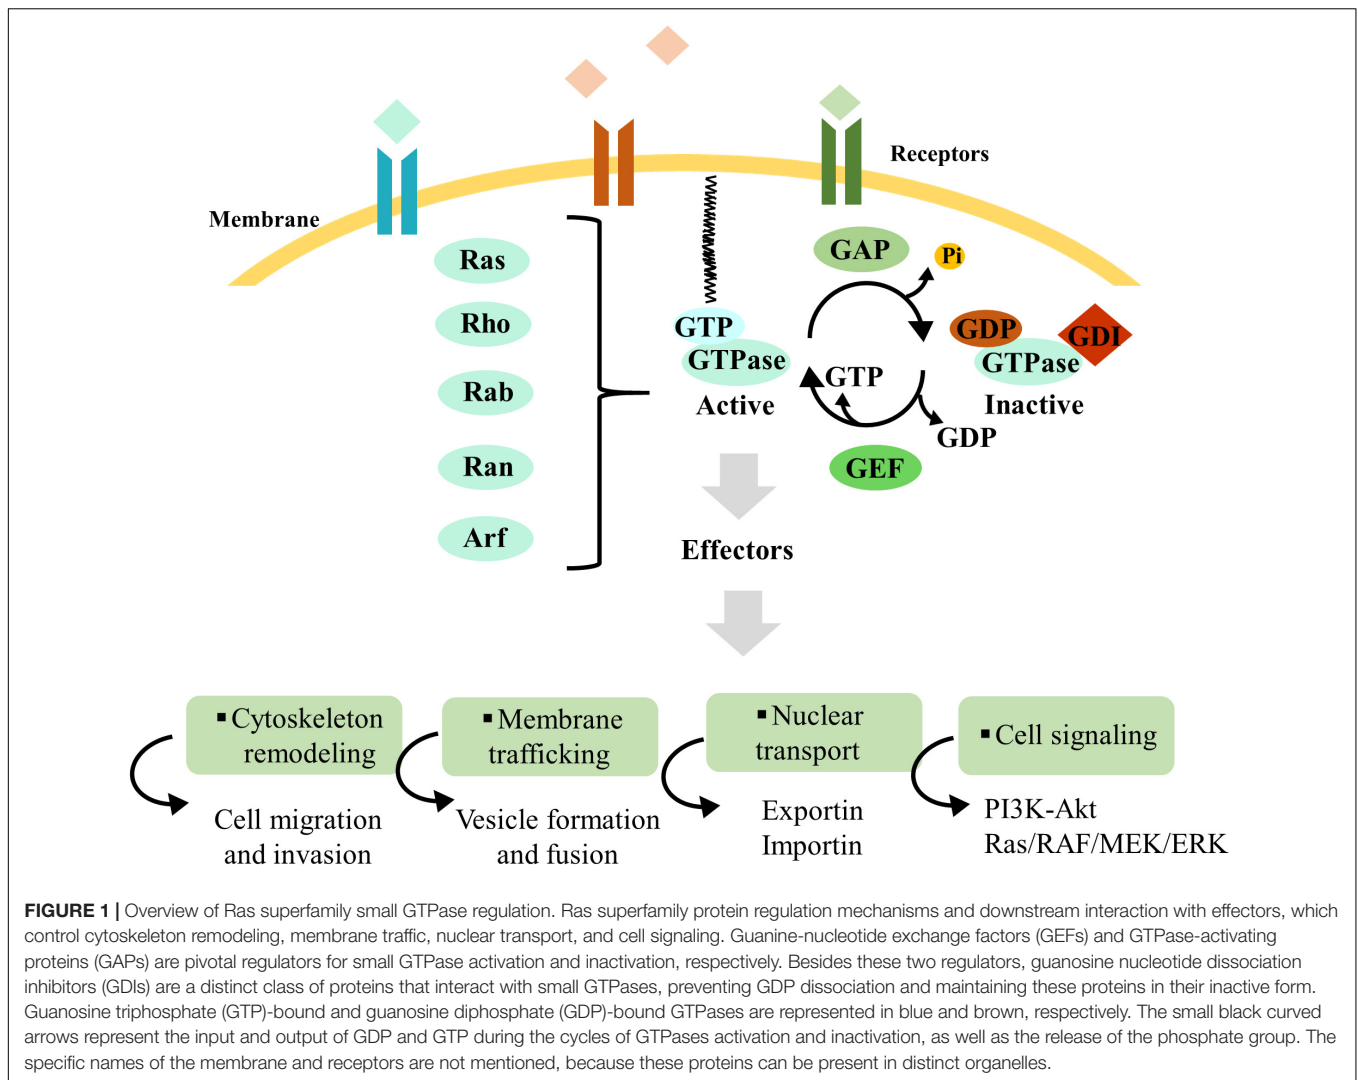 Receptors
Membrane
Ras
Rho
Rab
Ran
Arf
GTP
GTPase
Active
GAP
Pi
GTP
GDP
GEF
GDP
GDI
GTPase
Inactive
Effectors
▪ Cytoskeleton
remodeling
Cell migration
and invasion
▪ Membrane
trafficking
Vesicle formation
and fusion
▪ Nuclear
transport
Exportin
Importin
▪ Cell signaling
PI3K-Akt
Ras/RAF/MEK/ERK
FIGURE 1 | Overview of Ras superfamily small GTPase regulation. Ras superfamily protein regulation mechanisms and downstream interaction with effectors, which
control cytoskeleton remodeling, membrane traffic, nuclear transport, and cell signaling. Guanine-nucleotide exchange factors (GEFs) and GTPase-activating
proteins (GAPs) are pivotal regulators for small GTPase activation and inactivation, respectively. Besides these two regulators, guanosine nucleotide dissociation
inhibitors (GDIs) are a distinct class of proteins that interact with small GTPases, preventing GDP dissociation and maintaining these proteins in their inactive form.
Guanosine triphosphate (GTP)-bound and guanosine diphosphate (GDP)-bound GTPases are represented in blue and brown, respectively. The small black curved
arrows represent the input and output of GDP and GTP during the cycles of GTPases activation and inactivation, as well as the release of the phosphate group. The
specific names of the membrane and receptors are not mentioned, because these proteins can be present in distinct organelles.